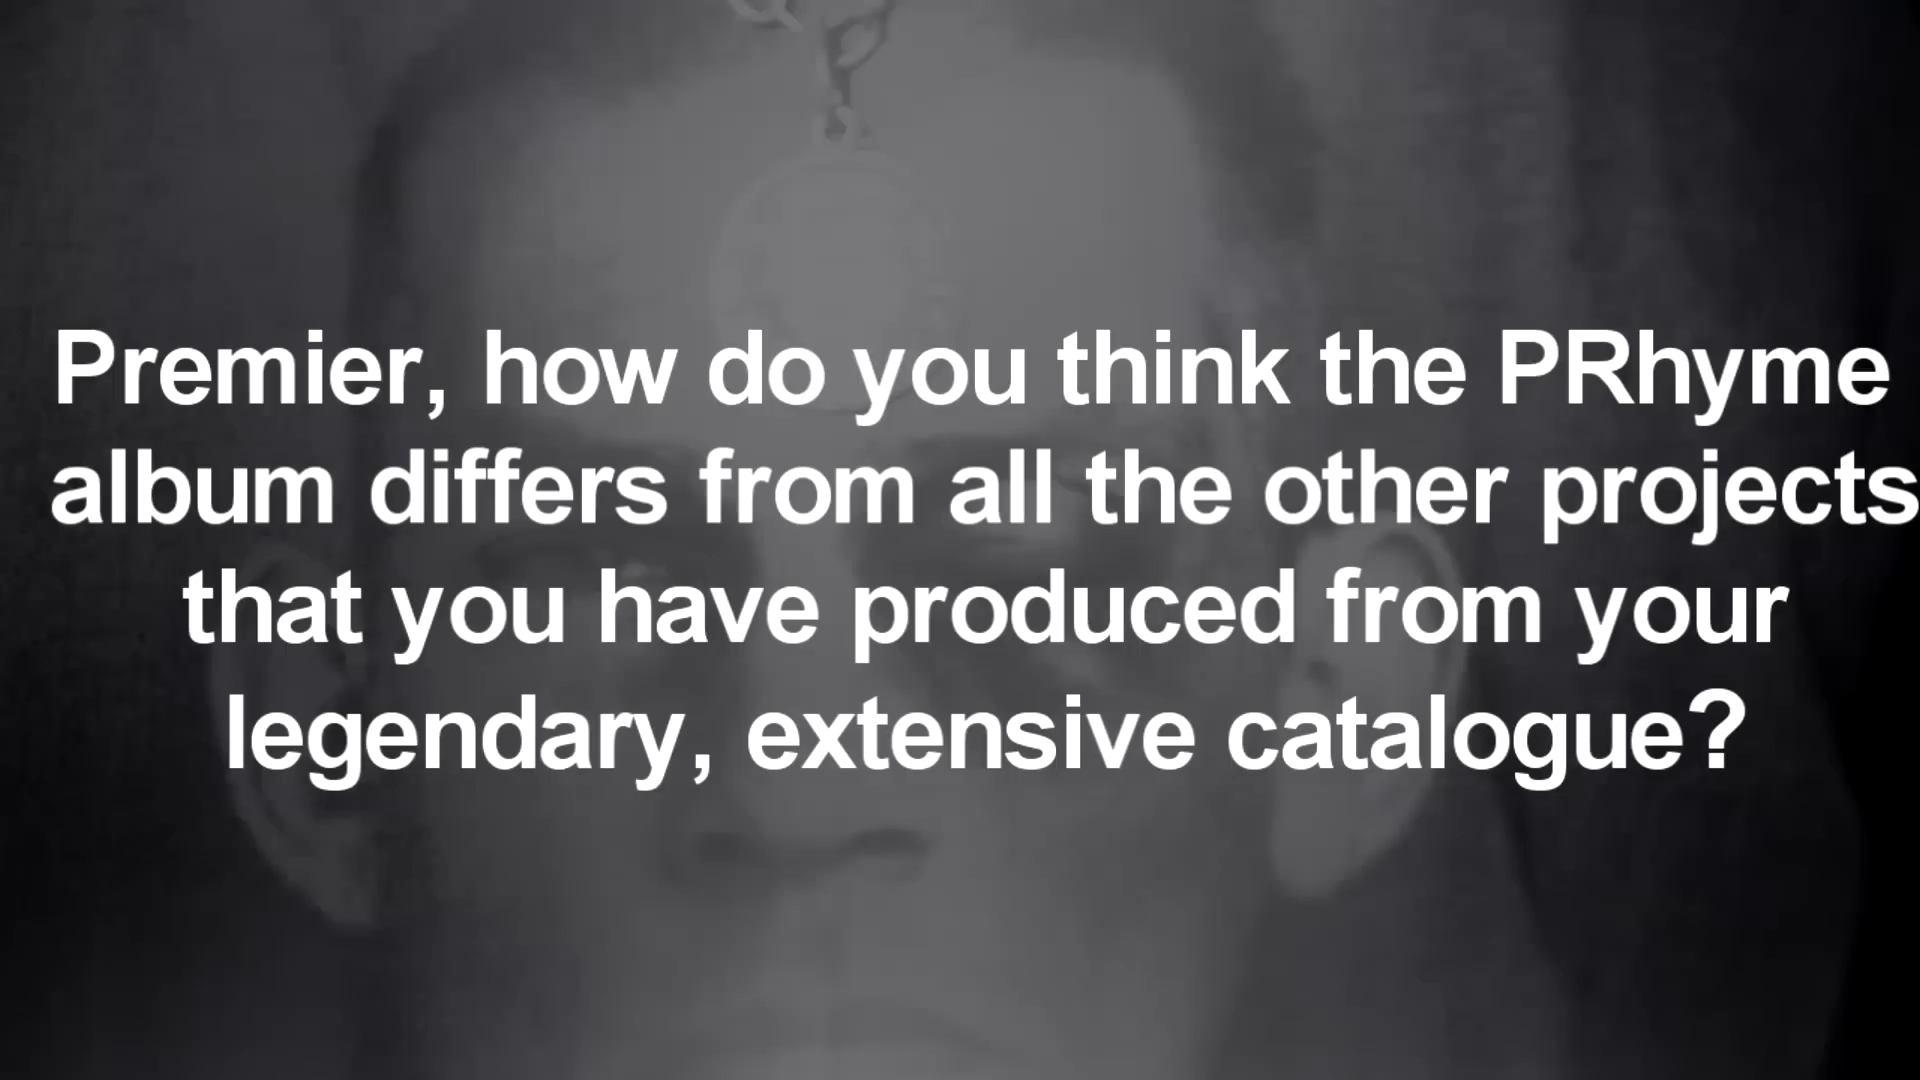 Premier, how do you think the PRhyme
album differs from all the other projects
that you have produced from your
legendary, extensive catalogue?